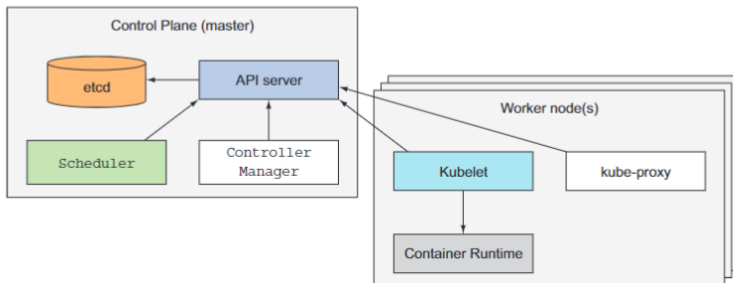 Control Plane (master)
etcd
API server
Scheduler
Controller
Manager
Worker node(s)
Kubelet
kube-proxy
Container Runtime